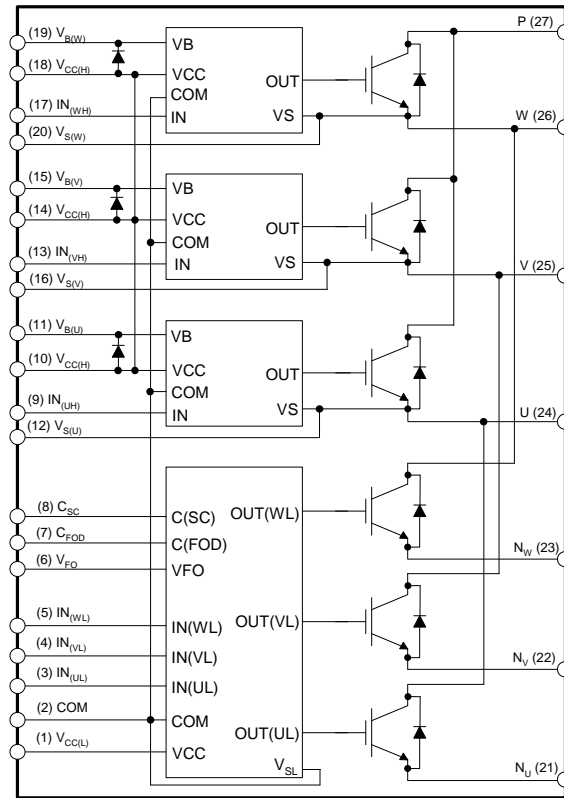 (19) VB(W)
(18) VCC(H)
(17) IN(WH)
(20) VS(W)
VB
VCC
COM
IN
OUT
VS
P (27)
W (26)
(15) VB(V)
(14) VCC(H)
(13) IN(VH)
(16) VS(V)
VB
VCC
COM
IN
OUT
VS
V (25)
(11) VB(U)
(10) VCC(H)
(9) IN(UH)
(12) VS(U)
VB
VCC
COM
IN
OUT
VS
U (24)
(8) CSC
(7) CFOD
(6) VFO
(5) IN(WL)
(4) IN(VL)
(3) IN(UL)
(2) COM
(1) VCC(L)
C(SC)
C(FOD)
VFO
IN(WL)
IN(VL)
IN(UL)
COM
VCC
OUT(WL)
OUT(VL)
OUT(UL)
VSL
NW (23)
NV (22)
NU (21)